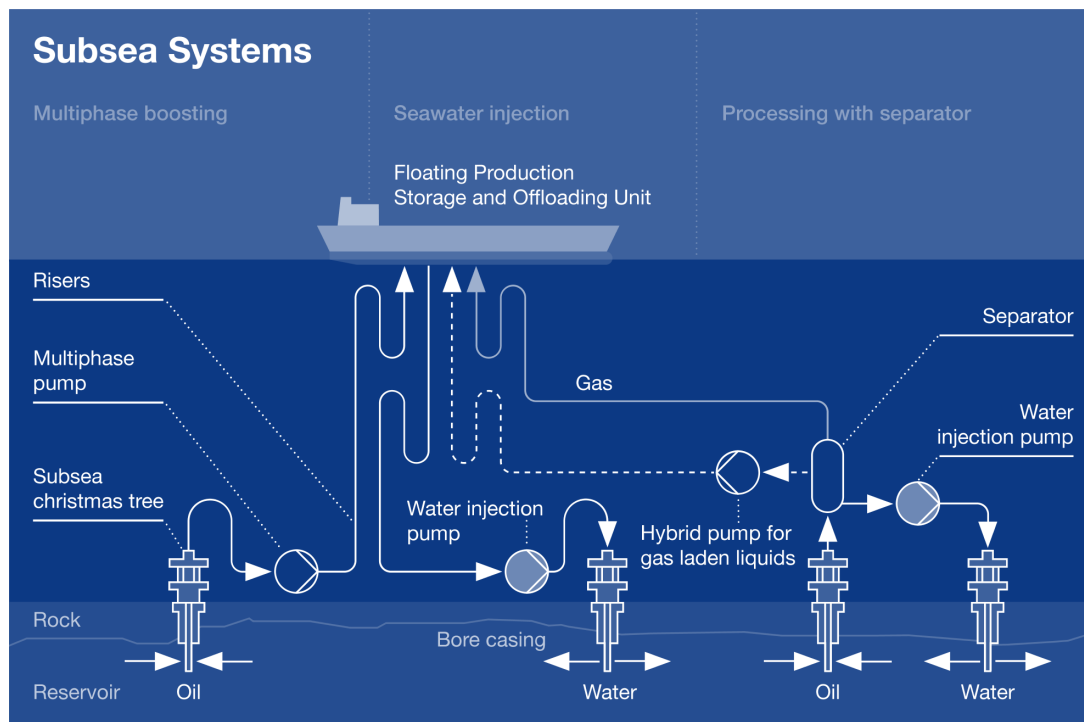 Subsea Systems
Multiphase boosting
Seawater injection
Processing with separator
Floating Production
Storage and Offloading Unit
Risers
Separator
Multiphase
pump
Gas
Water
injection pump
Subsea
christmas tree
Water injection
pump
Hybrid pump for
gas laden liquids
Rock
Bore casing
Reservoir
Oil
Water
Oil
Water